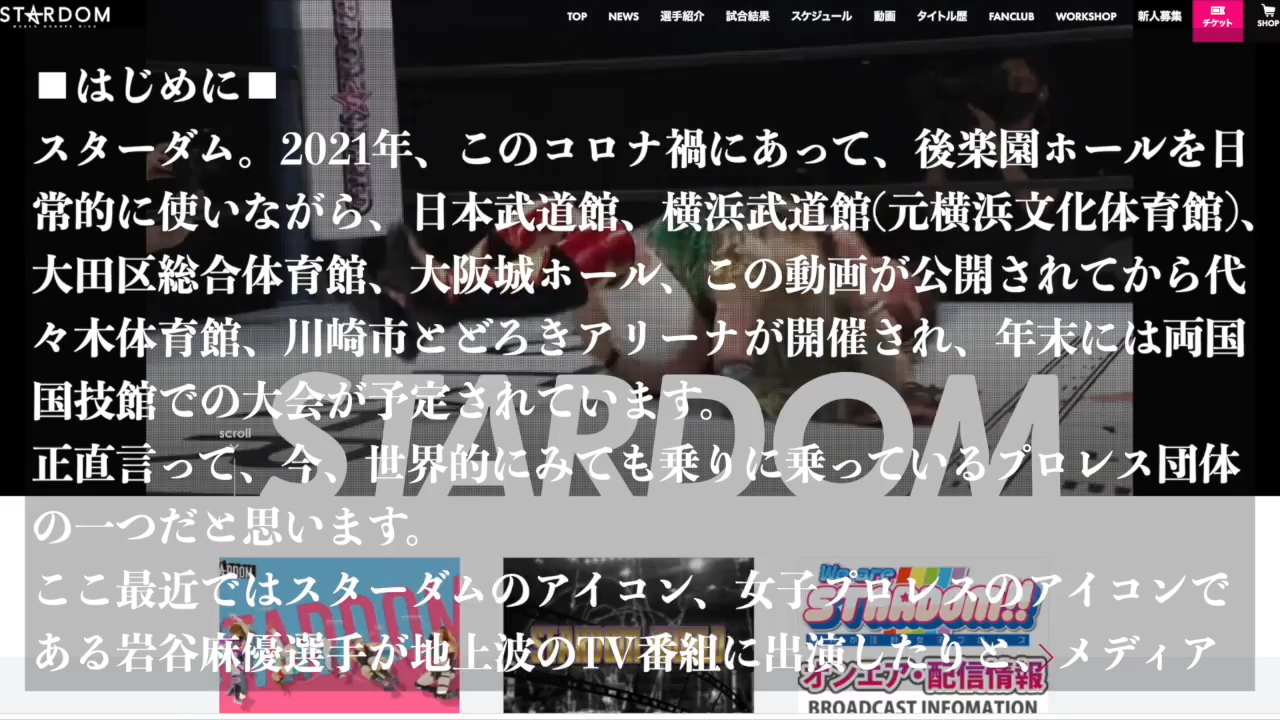 STARDOM
TOP NEWS 選手紹介 試合結果 スケジュール 動画 タイトル歴 FANCLUB WORKSHOP 新人募集 チケット SHOP
■はじめに■
スターダム。2021年、このコロナ禍にあって、後楽園ホールを日
常的に使いながら、日本武道館、横浜武道館(元横浜文化体育館)、
大田区総合体育館、大阪城ホール、この動画が公開されてから代
々木体育館、川崎市とどろきアリーナが開催され、年末には両国
国技館での大会が予定されています。
scroll
STARDOM
正直言って、今、世界的にみても乗りに乗っているプロレス団体
の一つだと思います。
ここ最近ではスターダムのアイコン、女子プロレスのアイコンで
ある岩谷麻優選手が地上波のTV番組に出演したりと、メディア
We are
STARDOM!!
オンエア・配信情報
BROADCAST INFOMATION